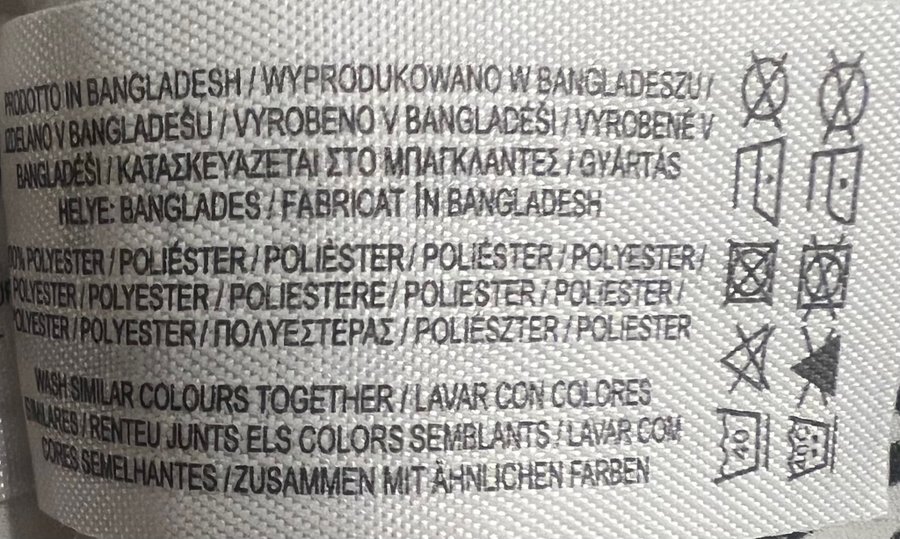 IN BANGLADESH / WYPRODUKOWANO W BANGLADESZU /
V BANGLADEŠU / VYROBENO V BANGLADÉŠI / VYROBENÉ V
BANGLADÉŠI / ΚΑΤΑΣΚΕΥΑΖΕΤΑΙ ΣΤΟ ΜΠΑΓΚΛΑΝΤΕΣ / GYÁRTÁS
HELYE: BANGLADES / FABRICAT ÎN BANGLADESH
POLYESTER / POLIÉSTER / POLIÈSTER / POLIÉSTER / POLYESTER /
POLYESTER / POLYESTER / POLIESTERE / POLIESTER / POLIESTER /
POLYESTER / POLYESTER / ΠΟΛΥΕΣΤΕΡΑΣ / POLIÉSZTER / POLIESTER
WASH SIMILAR COLOURS TOGETHER / LAVAR CON COLORES
SIMILARES / RENTEU JUNTS ELS COLORS SEMBLANTS / LAVAR COM
CORES SEMELHANTES / ZUSAMMEN MIT ÄHNLICHEN FARBEN
40